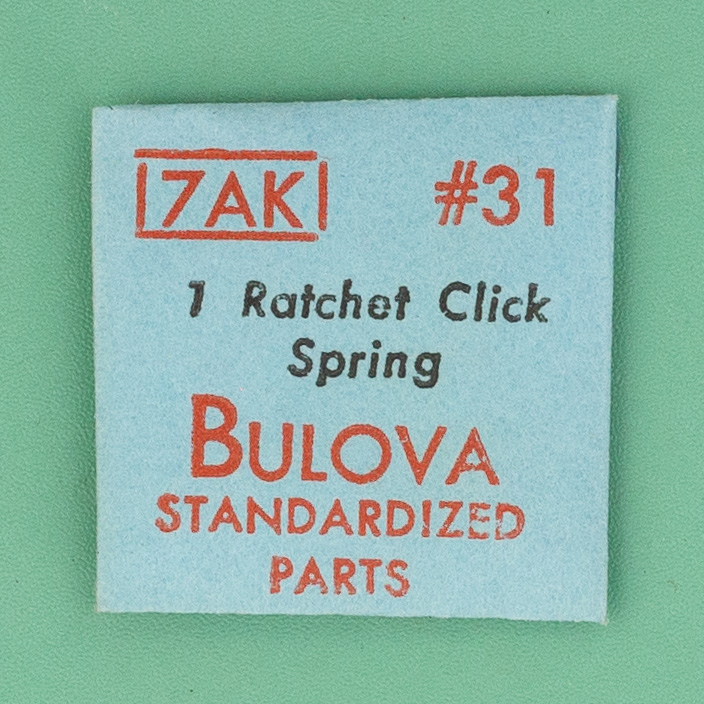 7AK #31
1 Ratchet Click
Spring
BULOVA
STANDARDIZED
PARTS